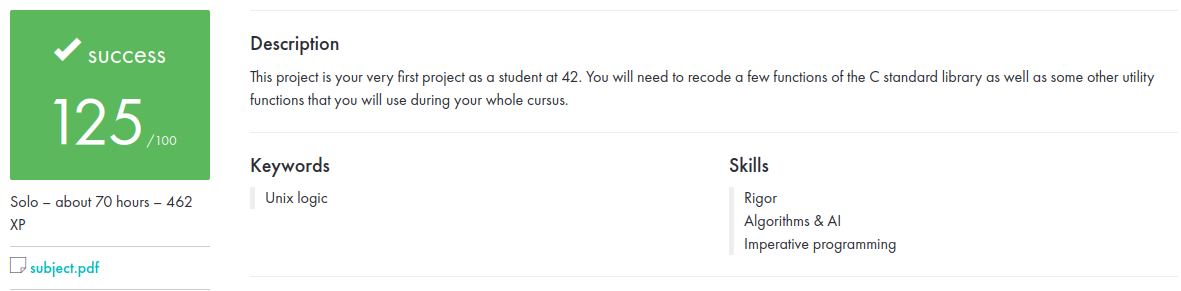 success
125 /100
Solo – about 70 hours – 462
XP
subject.pdf
Description
This project is your very first project as a student at 42. You will need to recode a few functions of the C standard library as well as some other utility
functions that you will use during your whole cursus.
Keywords
Unix logic
Skills
Rigor
Algorithms & AI
Imperative programming